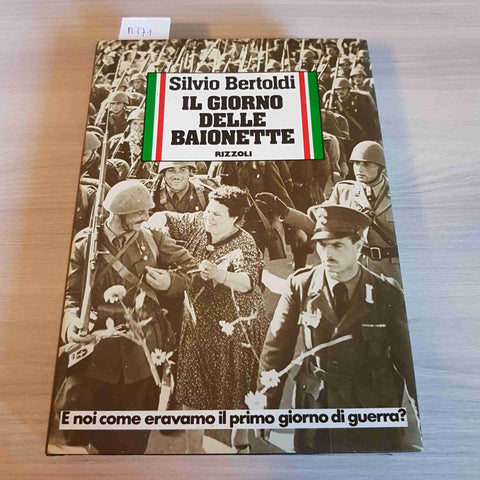 Silvio Bertoldi
IL GIORNO
DELLE
BAIONETTE
RIZZOLI
E noi come eravamo il primo giorno di guerra?